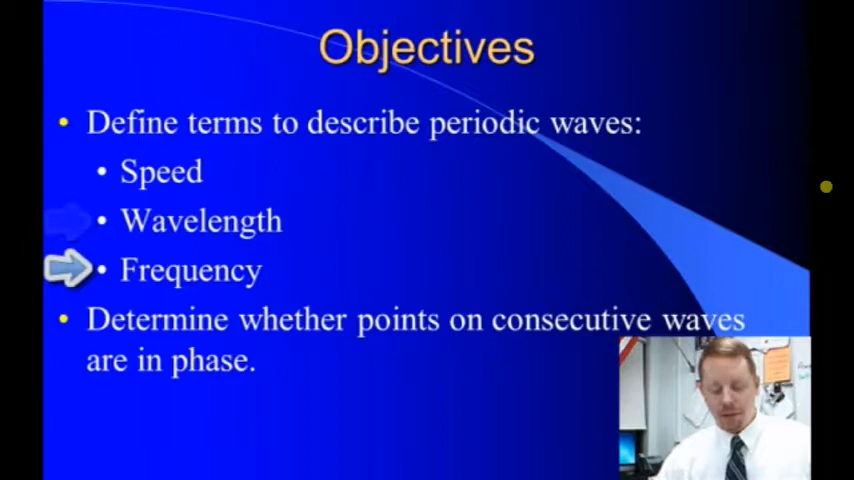 Objectives
• Define terms to describe periodic waves:
• Speed
• Wavelength
• Frequency
• Determine whether points on consecutive waves
are in phase.